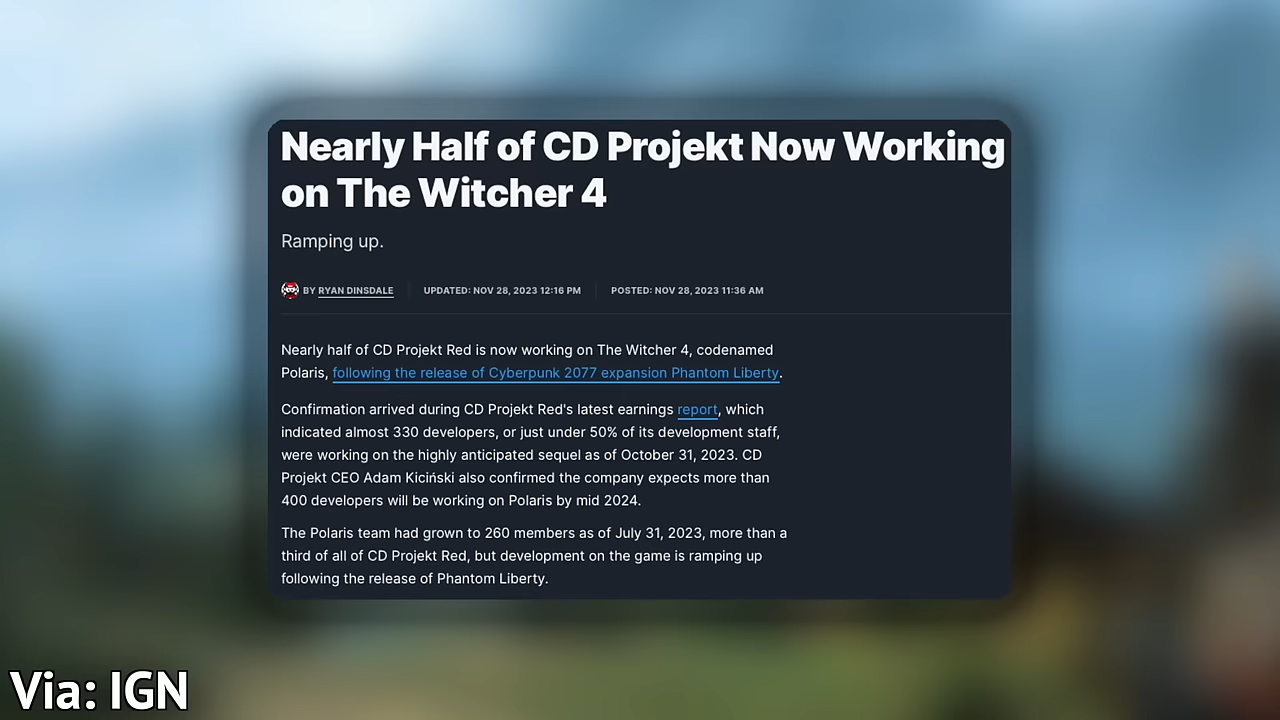 Nearly Half of CD Projekt Now Working
on The Witcher 4
Ramping up.
BY RYAN DINSDALE UPDATED: NOV 28, 2023 12:16 PM POSTED: NOV 28, 2023 11:36 AM
Nearly half of CD Projekt Red is now working on The Witcher 4, codenamed
Polaris, following the release of Cyberpunk 2077 expansion Phantom Liberty.
Confirmation arrived during CD Projekt Red's latest earnings report, which
indicated almost 330 developers, or just under 50% of its development staff,
were working on the highly anticipated sequel as of October 31, 2023. CD
Projekt CEO Adam Kiciński also confirmed the company expects more than
400 developers will be working on Polaris by mid 2024.
The Polaris team had grown to 260 members as of July 31, 2023, more than a
third of all of CD Projekt Red, but development on the game is ramping up
following the release of Phantom Liberty.
Via: IGN